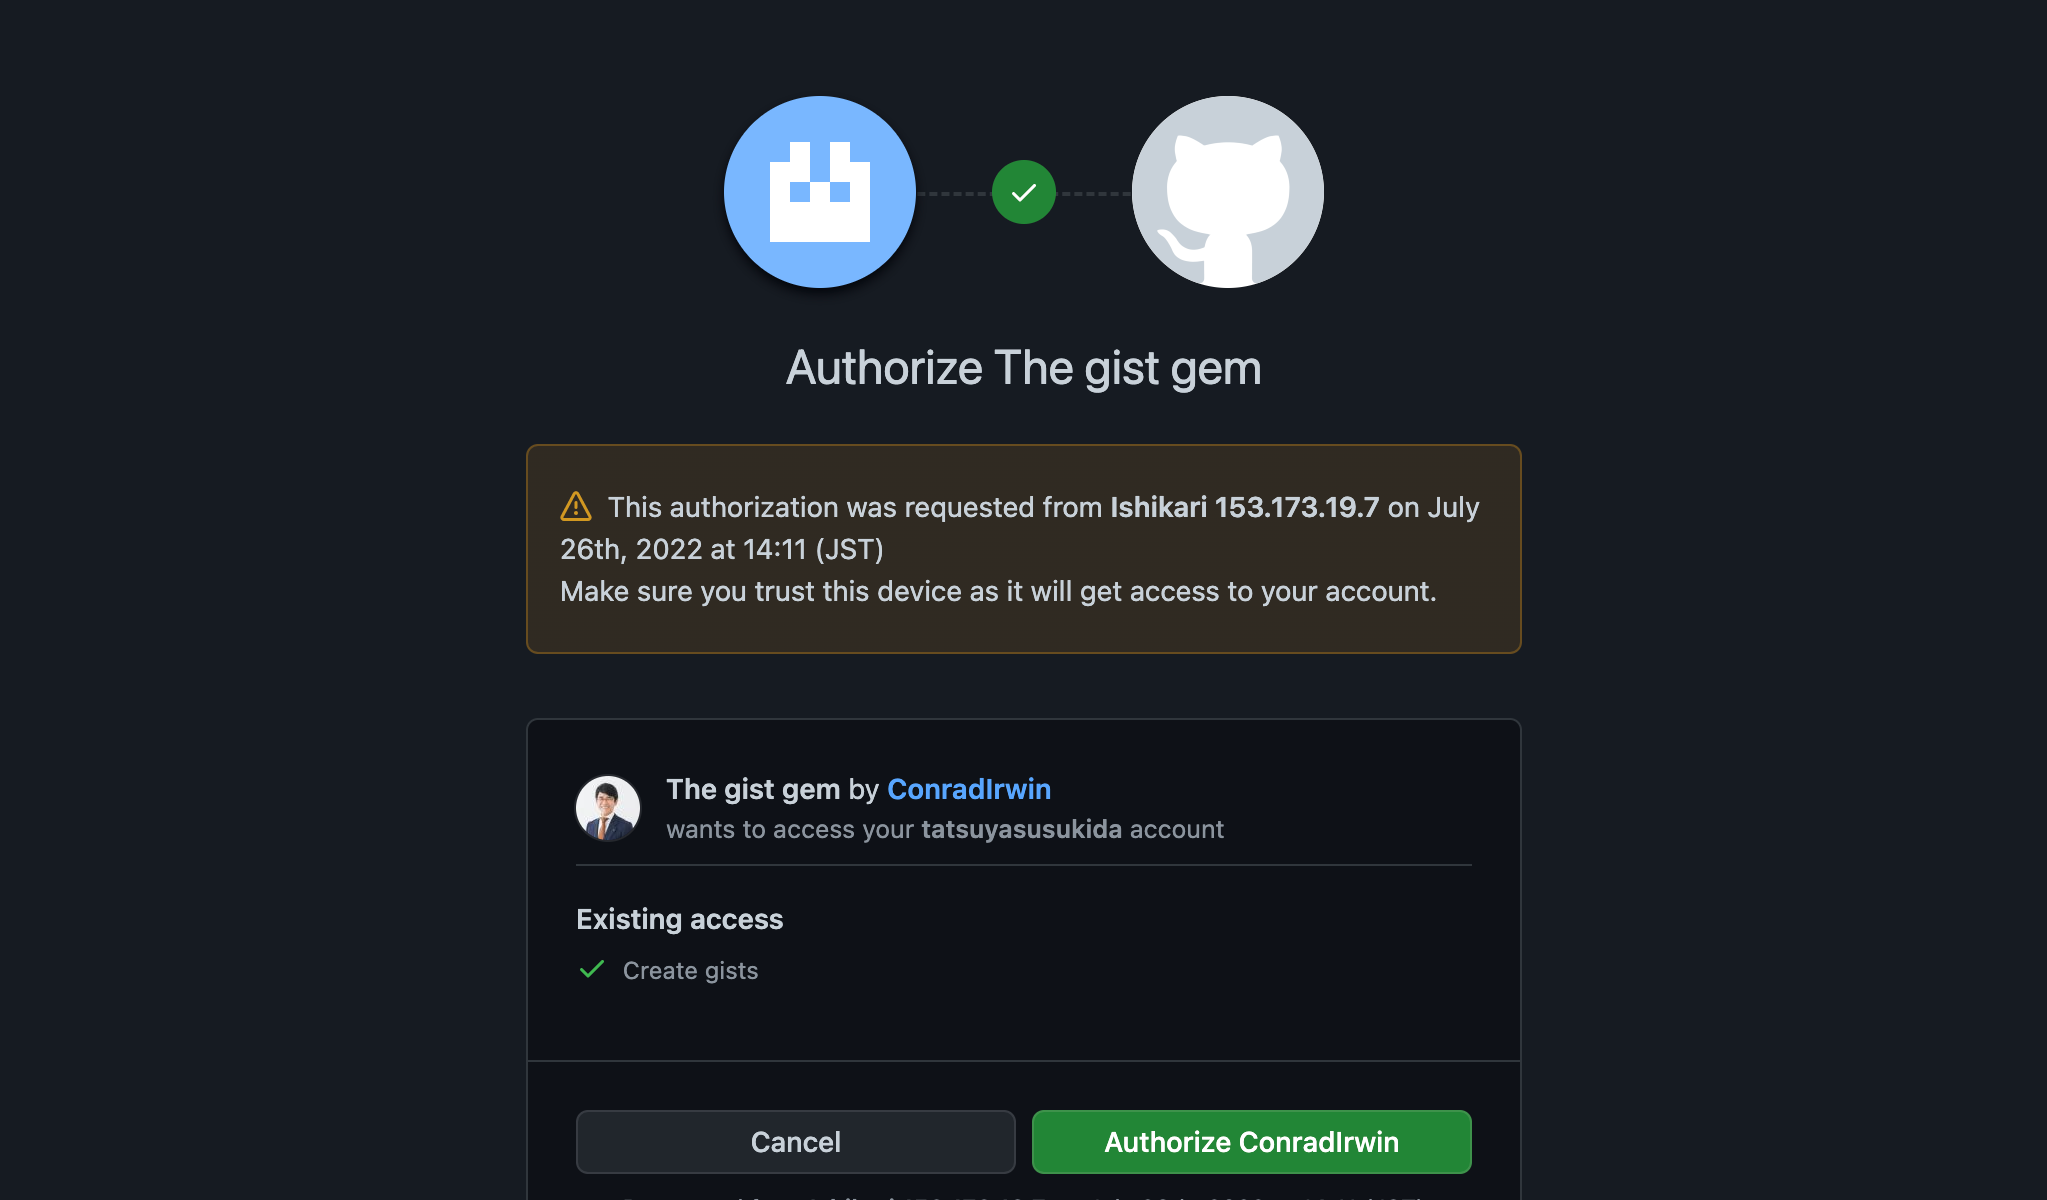 Authorize The gist gem
This authorization was requested from Ishikari 153.173.19.7 on July
26th, 2022 at 14:11 (JST)
Make sure you trust this device as it will get access to your account.
The gist gem by ConradIrwin
wants to access your tatsuyasusukida account
Existing access
Create gists
Cancel
Authorize ConradIrwin